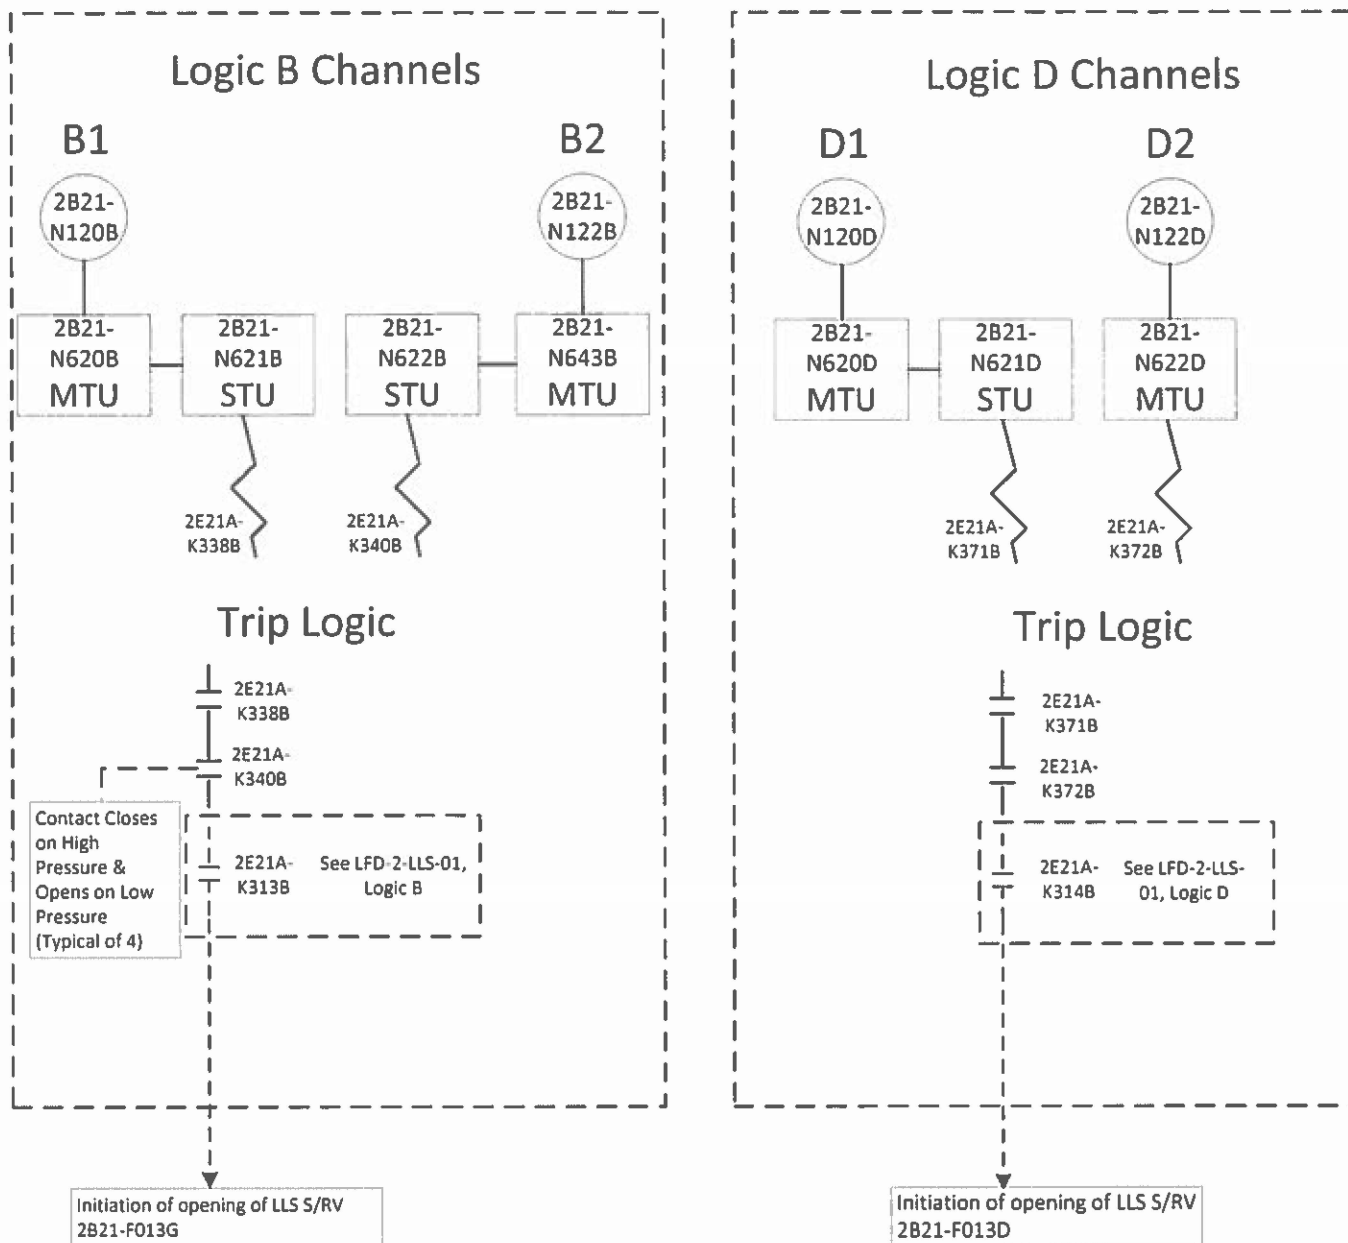 Logic B Channels
B1
B2
2B21-
N120B
2B21-
N122B
2B21-
N620B
MTU
2B21-
N621B
STU
2B21-
N622B
STU
2B21-
N643B
MTU
2E21A-
K338B
2E21A-
K340B
Trip Logic
2E21A-
K338B
2E21A-
K340B
Contact Closes
on High
Pressure &
Opens on Low
Pressure
(Typical of 4)
2E21A-
K313B
See LFD-2-LLS-01,
Logic B
Initiation of opening of LLS S/RV
2B21-F013G
Logic D Channels
D1
D2
2B21-
N120D
2B21-
N122D
2B21-
N620D
MTU
2B21-
N621D
STU
2B21-
N622D
MTU
2E21A-
K371B
2E21A-
K372B
Trip Logic
2E21A-
K371B
2E21A-
K372B
2E21A-
K314B
See LFD-2-LLS-
01, Logic D
Initiation of opening of LLS S/RV
2B21-F013D